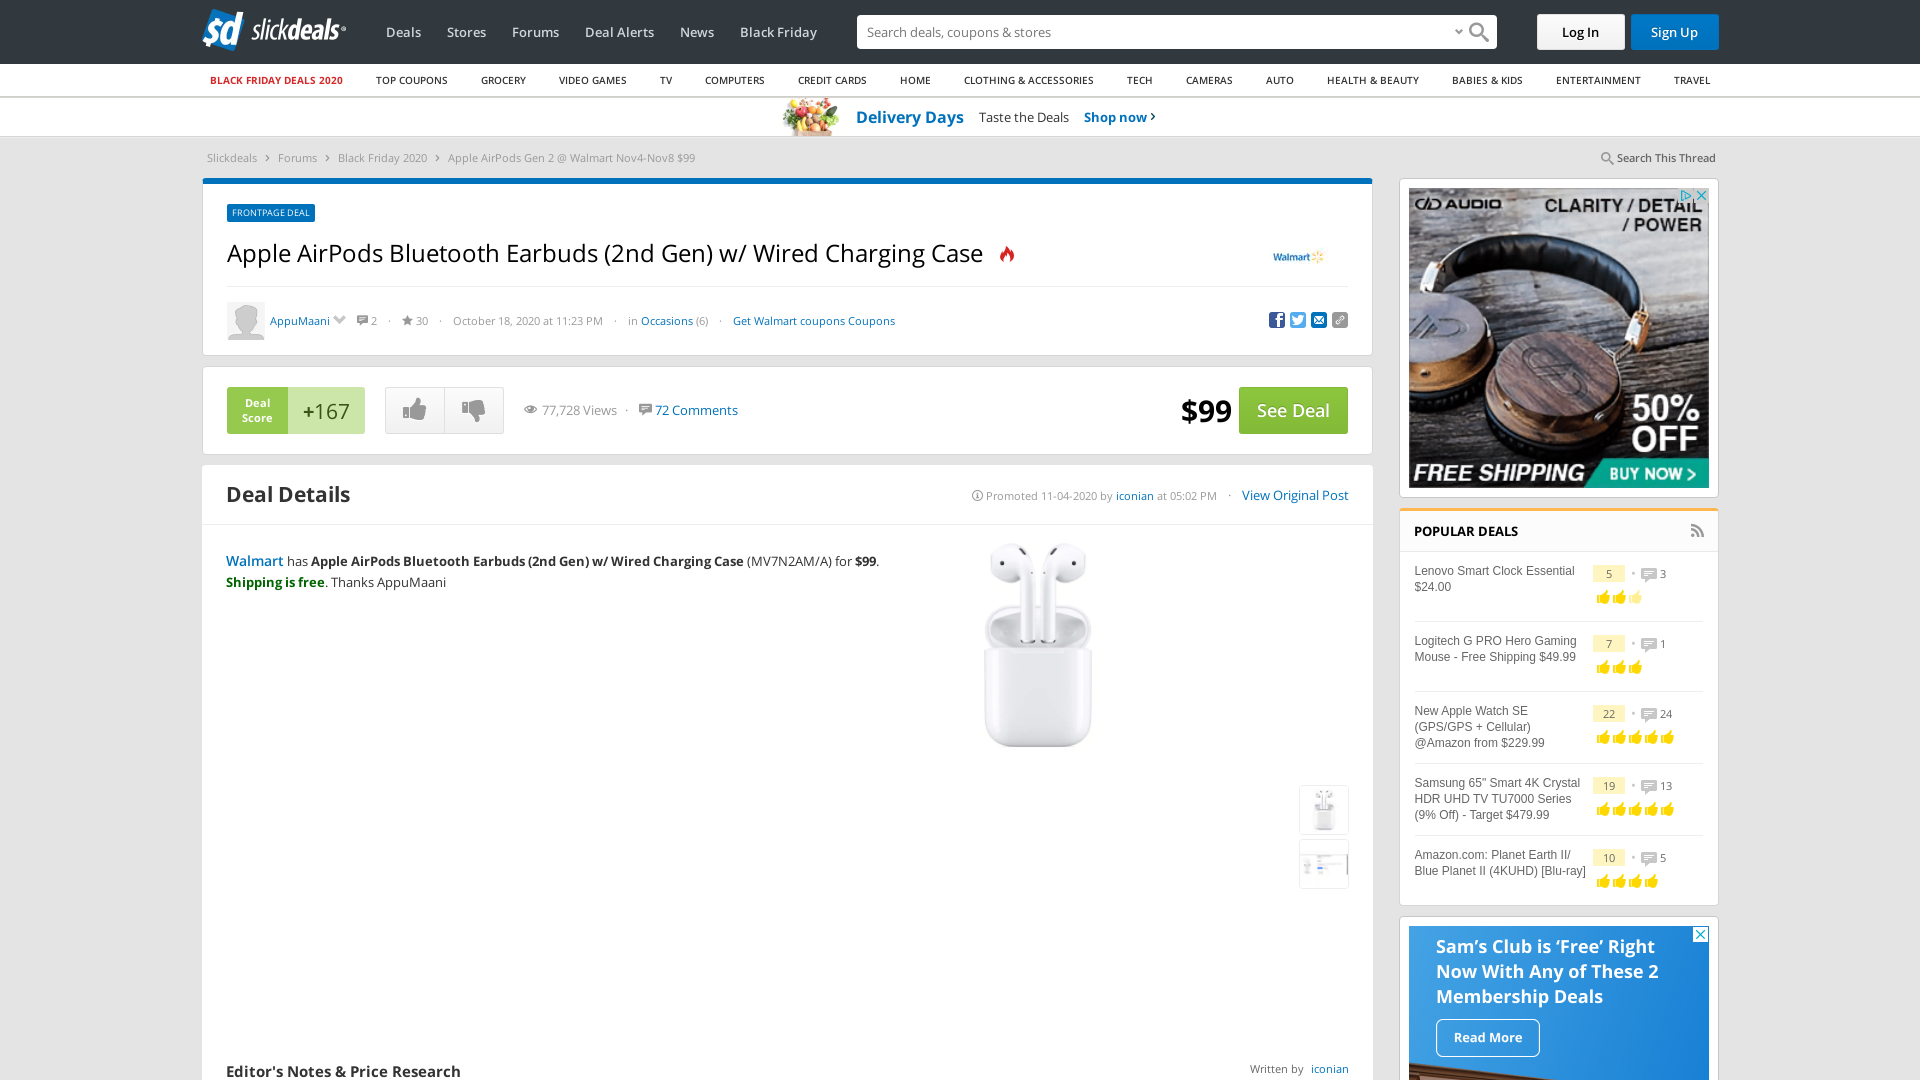 slickdeals
Deals
Stores
Forums
Deal Alerts
News
Black Friday
Search deals, coupons & stores
Log In
Sign Up
BLACK FRIDAY DEALS 2020
TOP COUPONS
GROCERY
VIDEO GAMES
TV
COMPUTERS
CREDIT CARDS
HOME
CLOTHING & ACCESSORIES
TECH
CAMERAS
AUTO
HEALTH & BEAUTY
BABIES & KIDS
ENTERTAINMENT
TRAVEL
Delivery Days Taste the Deals Shop now ›
Slickdeals › Forums › Black Friday 2020 › Apple AirPods Gen 2 @ Walmart Nov4-Nov8 $99
Search This Thread
FRONTPAGE DEAL
Apple AirPods Bluetooth Earbuds (2nd Gen) w/ Wired Charging Case
Walmart
AppuMaani 2 · 30 · October 18, 2020 at 11:23 PM · in Occasions (6) · Get Walmart coupons Coupons
Deal
Score
+167
77,728 Views · 72 Comments
$99
See Deal
Deal Details
Promoted 11-04-2020 by iconian at 05:02 PM · View Original Post
Walmart has Apple AirPods Bluetooth Earbuds (2nd Gen) w/ Wired Charging Case (MV7N2AM/A) for $99.
Shipping is free. Thanks AppuMaani
Editor's Notes & Price Research
Written by iconian
AUDIO
CLARITY / DETAIL
/ POWER
50%
OFF
FREE SHIPPING
BUY NOW >
POPULAR DEALS
Lenovo Smart Clock Essential
$24.00
5 · 3
Logitech G PRO Hero Gaming
Mouse - Free Shipping $49.99
7 · 1
New Apple Watch SE
(GPS/GPS + Cellular)
@Amazon from $229.99
22 · 24
Samsung 65" Smart 4K Crystal
HDR UHD TV TU7000 Series
(9% Off) - Target $479.99
19 · 13
Amazon.com: Planet Earth II/
Blue Planet II (4KUHD) [Blu-ray]
10 · 5
Sam's Club is ‘Free’ Right
Now With Any of These 2
Membership Deals
Read More